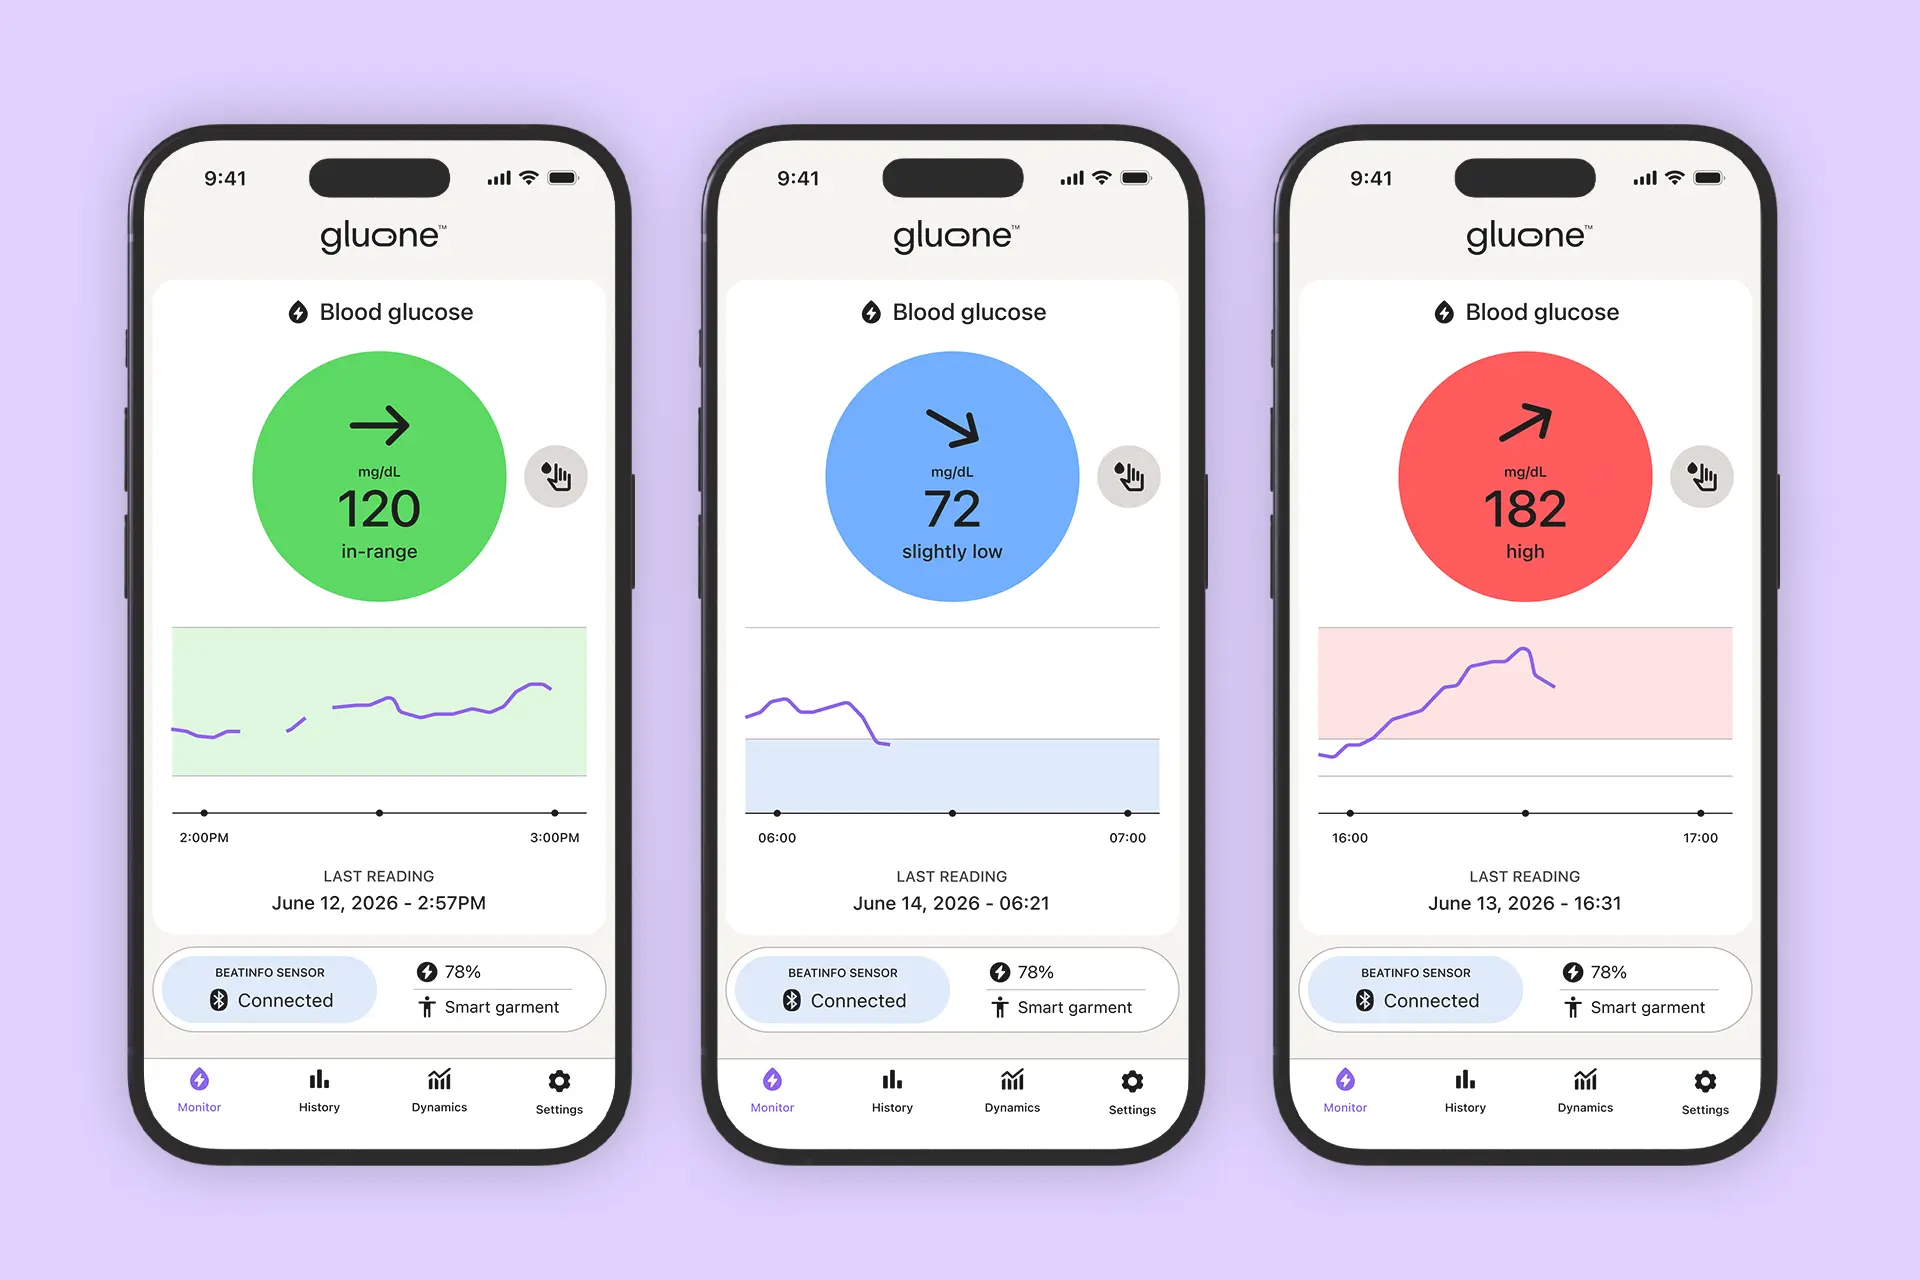 9:41
gluone™
Blood glucose
mg/dL
120
in-range
2:00PM 3:00PM
LAST READING
June 12, 2026 - 2:57PM
BEATINFO SENSOR
Connected
78%
Smart garment
Monitor History Dynamics Settings
9:41
gluone™
Blood glucose
mg/dL
72
slightly low
06:00 07:00
LAST READING
June 14, 2026 - 06:21
BEATINFO SENSOR
Connected
78%
Smart garment
Monitor History Dynamics Settings
9:41
gluone™
Blood glucose
mg/dL
182
high
16:00 17:00
LAST READING
June 13, 2026 - 16:31
BEATINFO SENSOR
Connected
78%
Smart garment
Monitor History Dynamics Settings